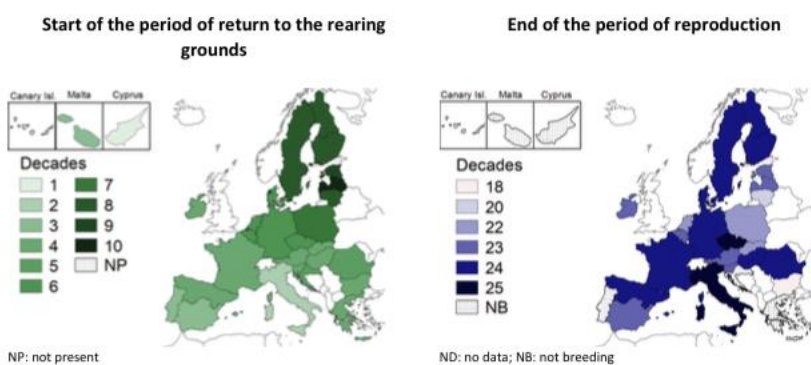 Start of the period of return to the rearing
grounds
Canary Isl. Malta Cyprus
Decades
1 7
2 8
3 9
4 10
5 NP
6
NP: not present
End of the period of reproduction
Canary Isl. Malta Cyprus
Decades
18
20
22
23
24
25
NB
ND: no data; NB: not breeding